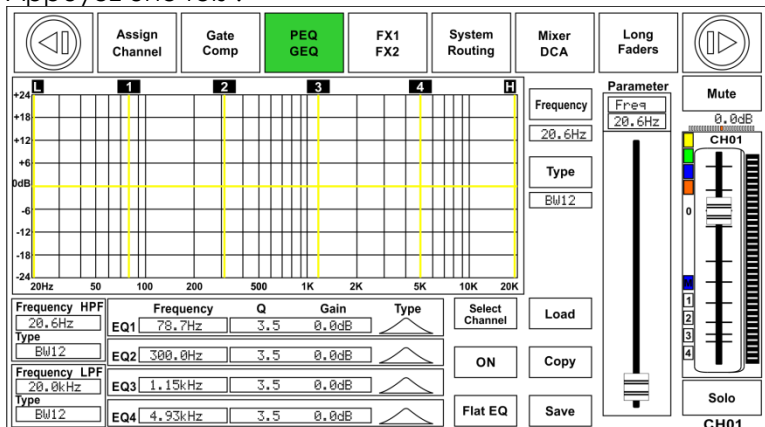 Assign Channel
Gate Comp
PEQ GEQ
FX1 FX2
System Routing
Mixer DCA
Long Faders
L 1 2 3 4 H
+24
+18
+12
+6
0dB
-6
-12
-18
-24
20Hz 50 100 200 500 1K 2K 5K 10K 20K
Frequency
20.6Hz
Type
BW12
Parameter
Freq
20.6Hz
Mute
0.0dB
CH01
0
M
1
2
3
4
Solo
CH01
Frequency HPF
20.6Hz
Type
BW12
Frequency LPF
20.0kHz
Type
BW12
Frequency Q Gain Type
EQ1 78.7Hz 3.5 0.0dB
EQ2 300.0Hz 3.5 0.0dB
EQ3 1.15kHz 3.5 0.0dB
EQ4 4.93kHz 3.5 0.0dB
Select Channel
Load
ON
Copy
Flat EQ
Save